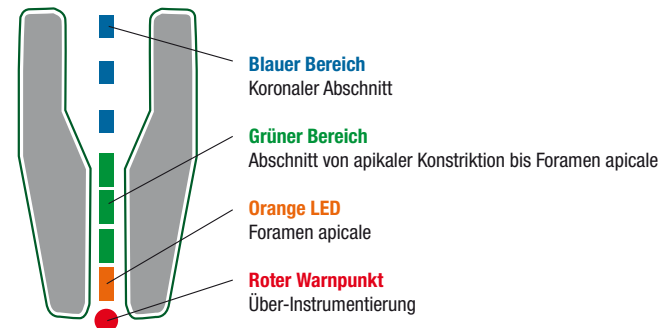 Blauer Bereich
Koronaler Abschnitt
Grüner Bereich
Abschnitt von apikaler Konstriktion bis Foramen apicale
Orange LED
Foramen apicale
Roter Warnpunkt
Über-Instrumentierung